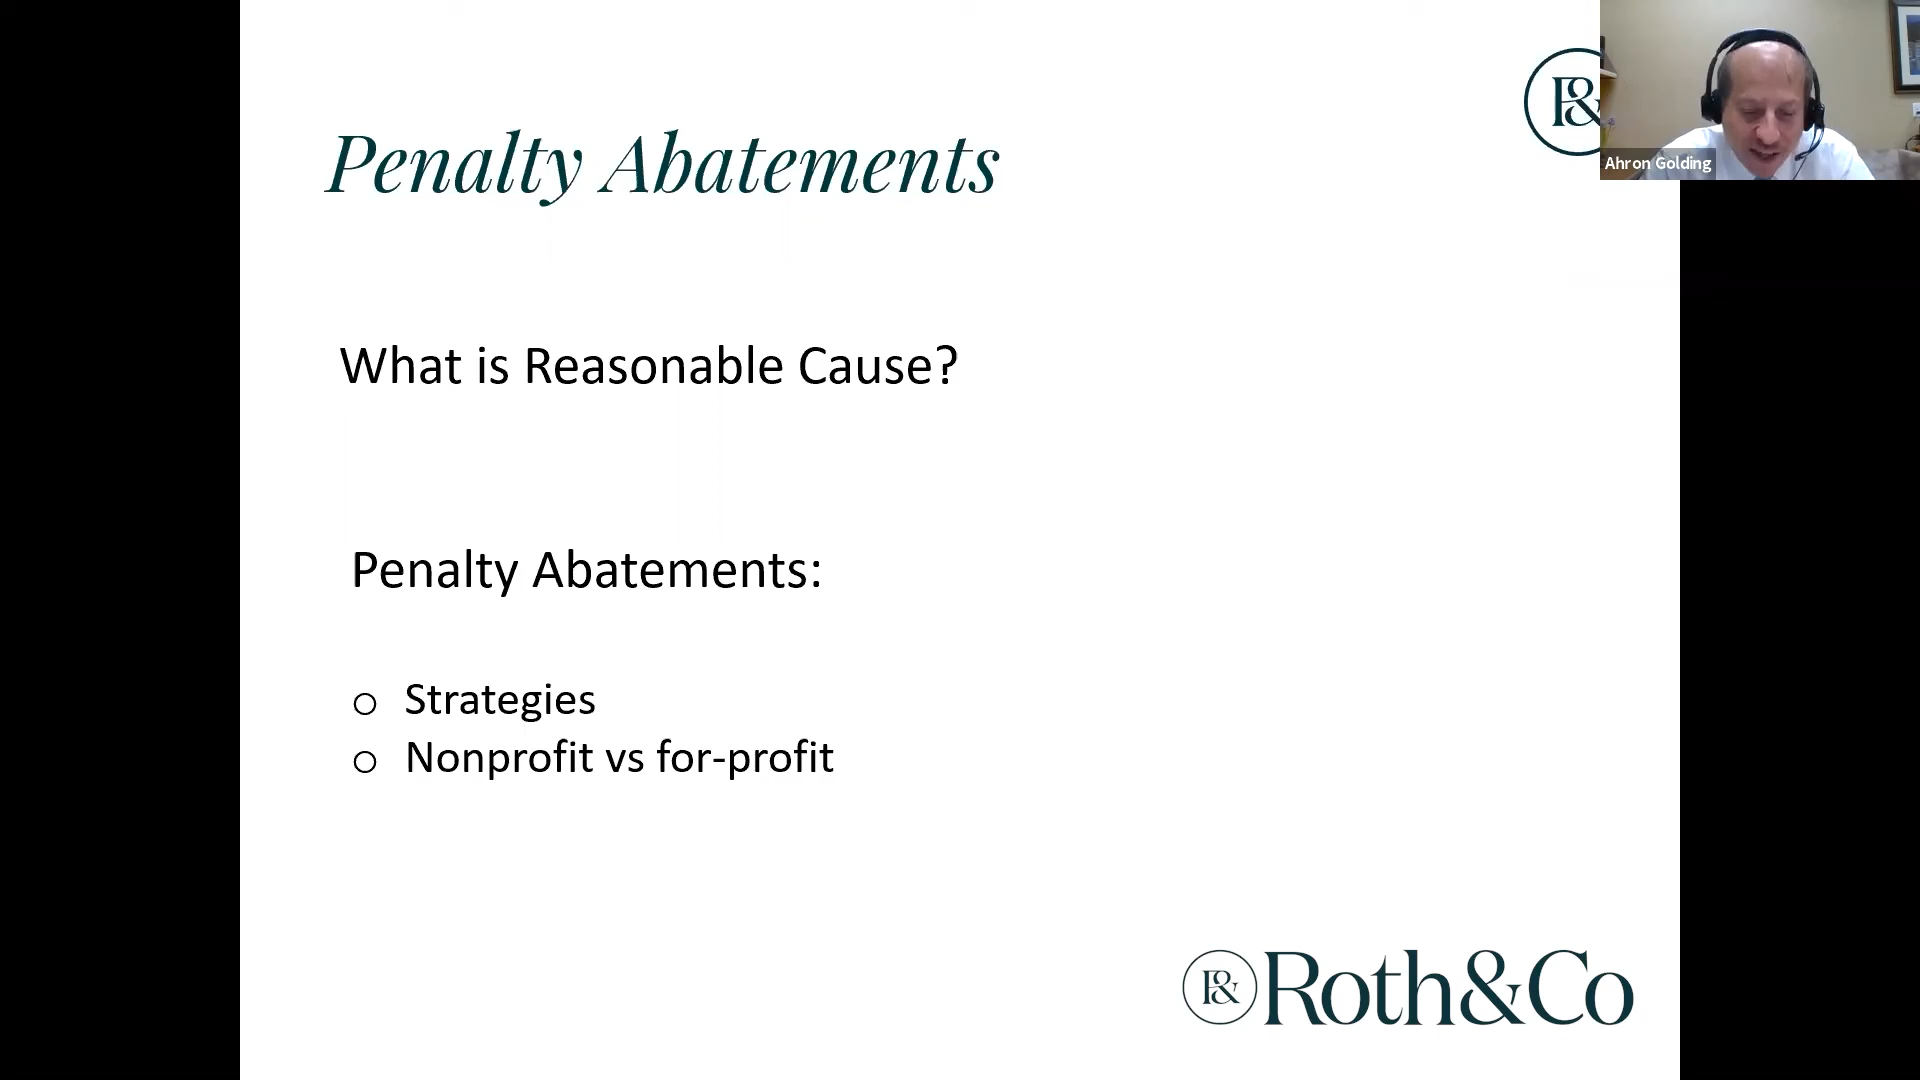 Penalty Abatements
R&
Ahron Golding
What is Reasonable Cause?
Penalty Abatements:
o Strategies
o Nonprofit vs for-profit
R& Roth&Co